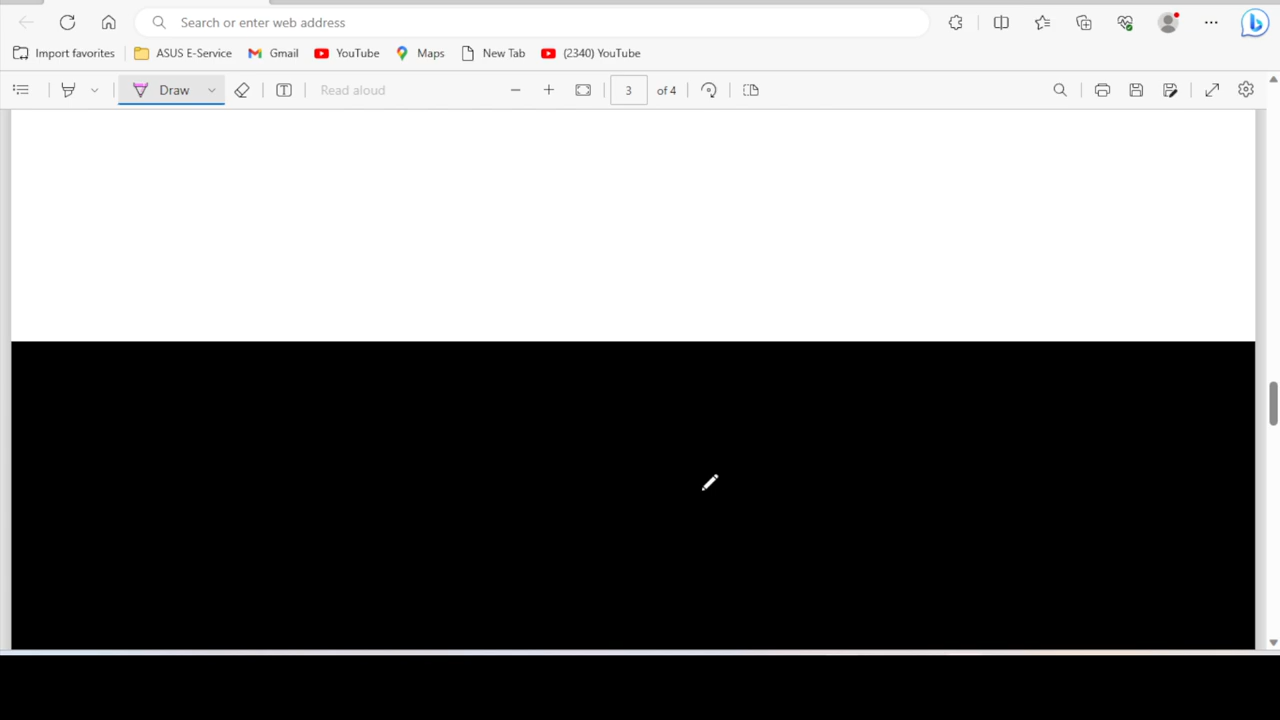 Search or enter web address
Import favorites ASUS E-Service Gmail YouTube Maps New Tab (2340) YouTube
Draw Read aloud 3 of 4